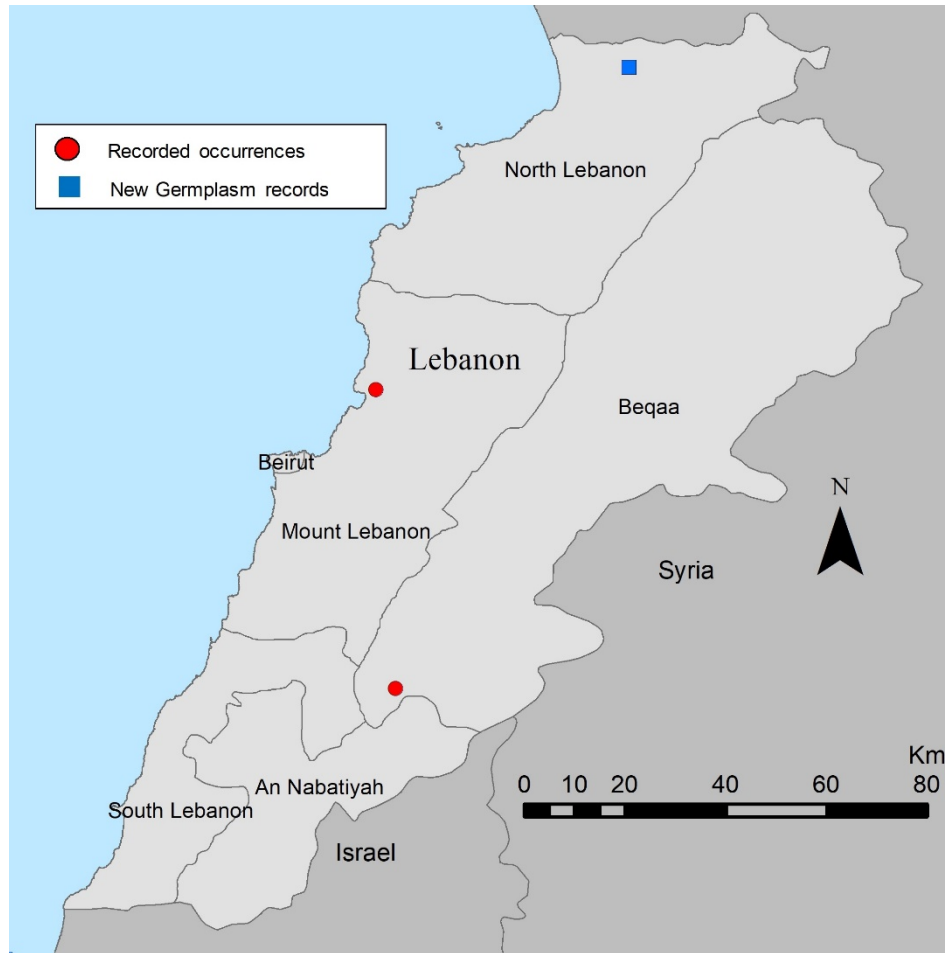 Recorded occurrences
New Germplasm records
North Lebanon
Lebanon
Beqaa
Beirut
Mount Lebanon
N
Syria
Km
0 10 20 40 60 80
An Nabatiyah
South Lebanon
Israel